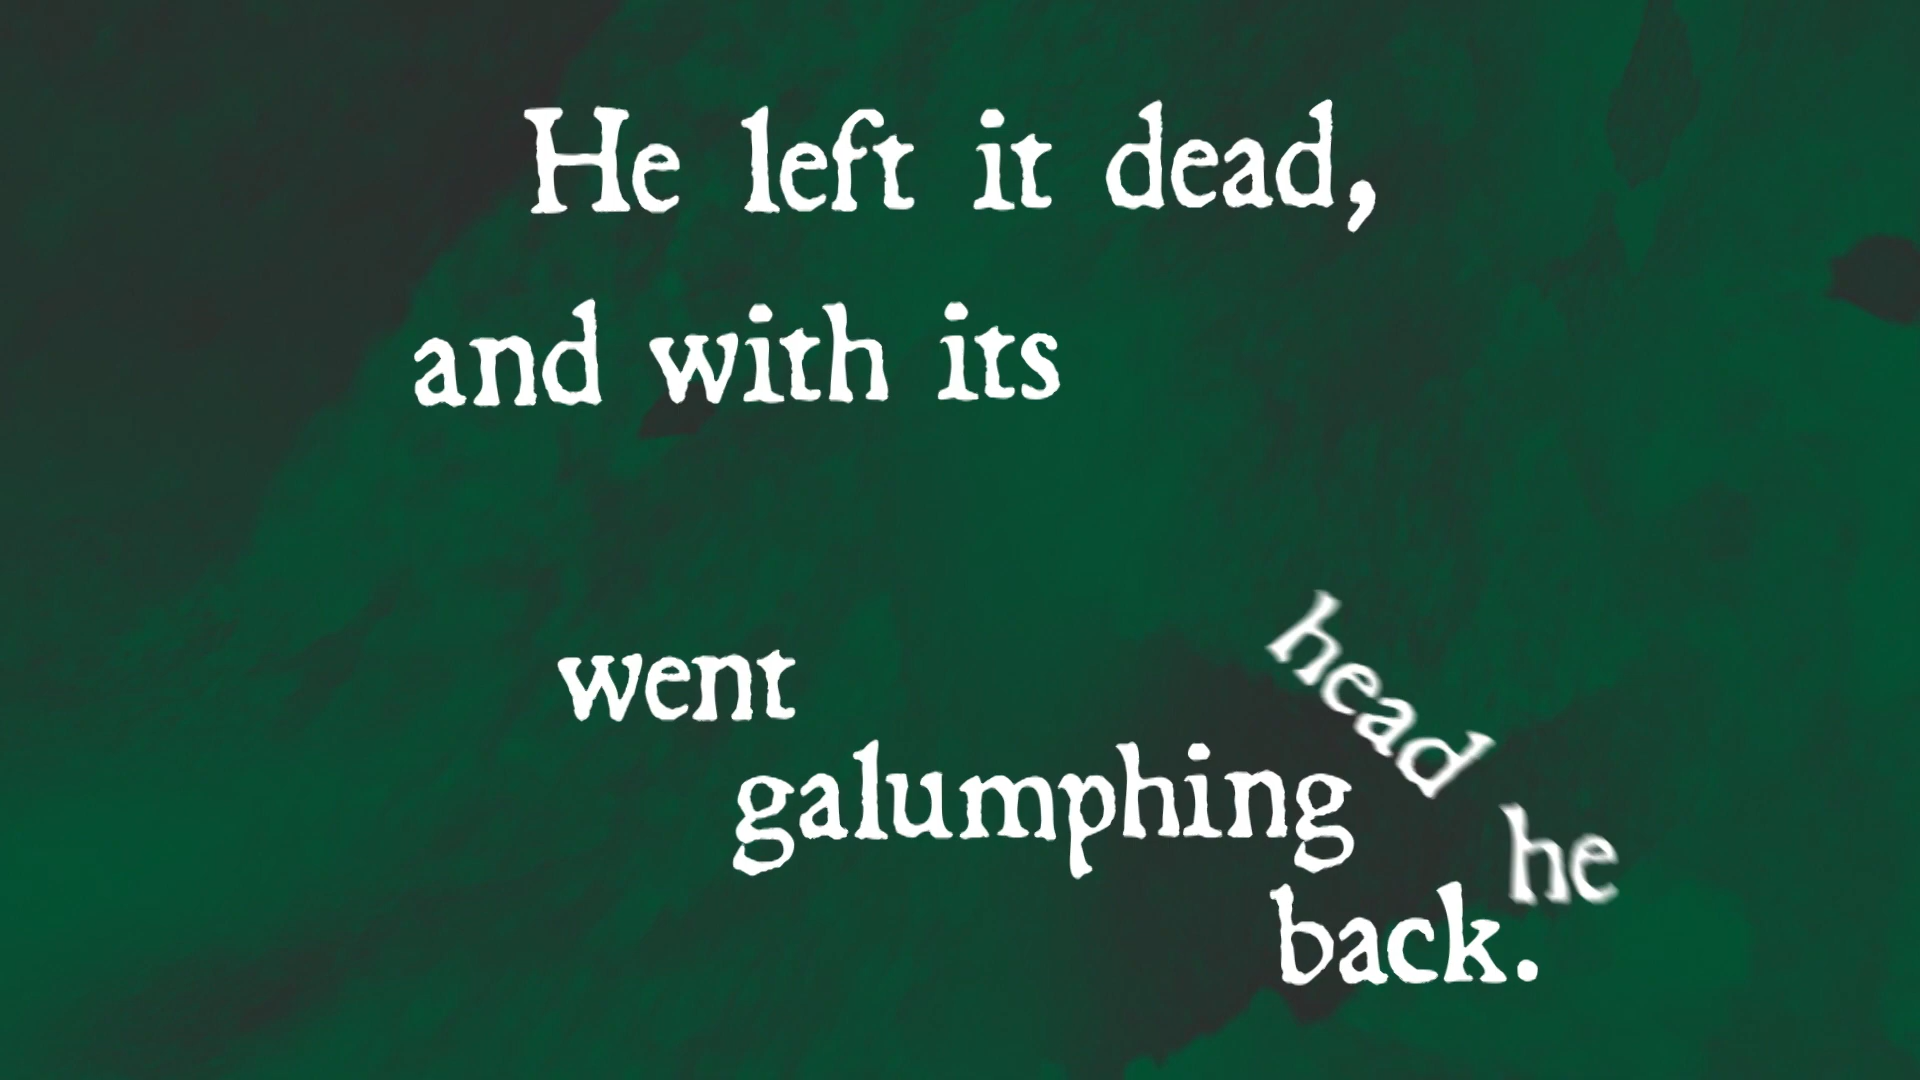 He left it dead,
and with its
head
he
went
galumphing
back.